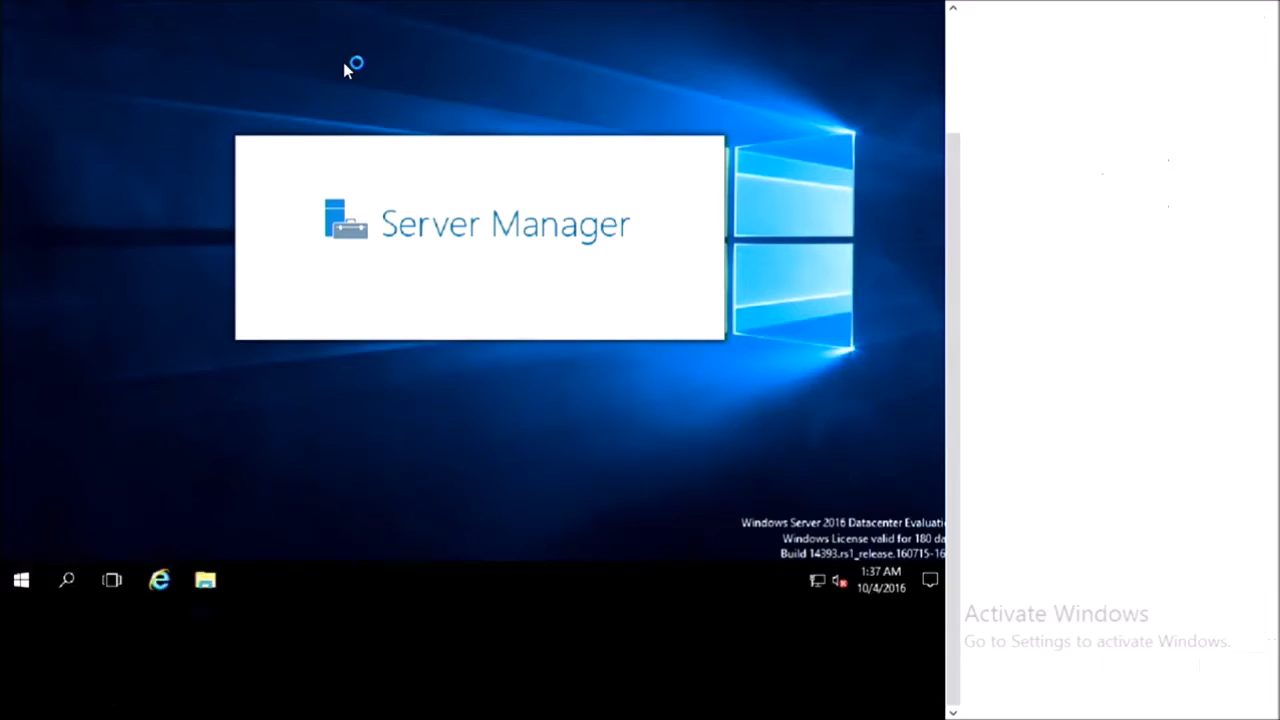 Server Manager
Windows Server 2016 Datacenter Evaluati
Windows License valid for 180 da
Build 14393.rs1_release.160715-16
1:37 AM
10/4/2016
Activate Windows
Go to Settings to activate Windows.